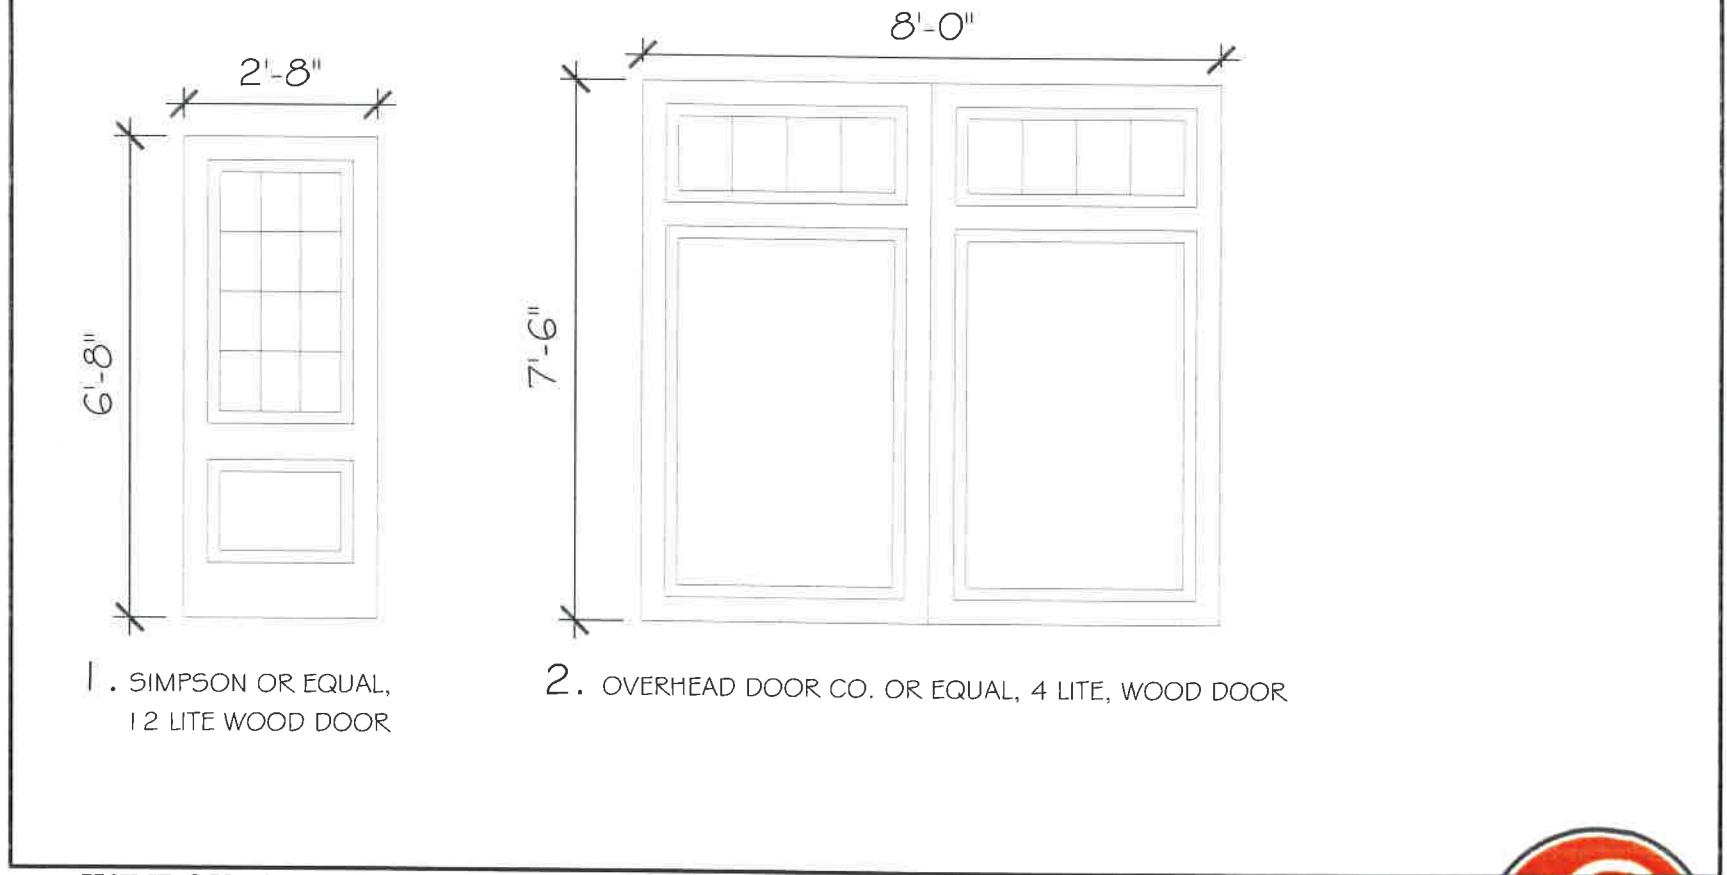 2'-8"
8'-0"
6'-8"
7'-6"
1. SIMPSON OR EQUAL,
12 LITE WOOD DOOR
2. OVERHEAD DOOR CO. OR EQUAL, 4 LITE, WOOD DOOR